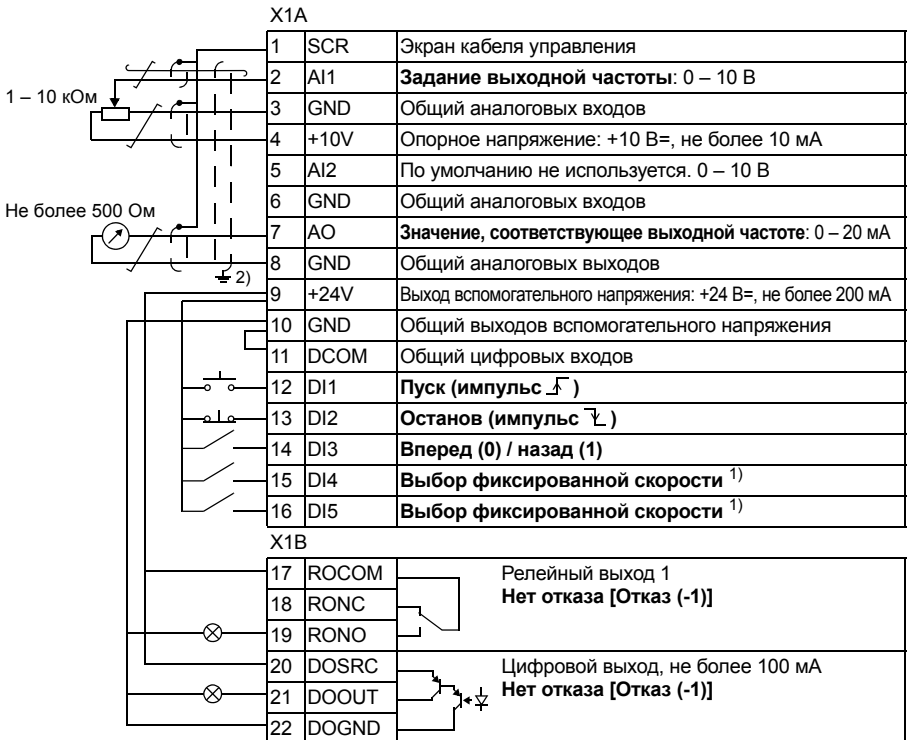 X1A
1 SCR Экран кабеля управления
2 AI1 Задание выходной частоты: 0 – 10 В
1 – 10 кОм
3 GND Общий аналоговых входов
4 +10V Опорное напряжение: +10 В=, не более 10 мА
5 AI2 По умолчанию не используется. 0 – 10 В
6 GND Общий аналоговых входов
Не более 500 Ом
7 AO Значение, соответствующее выходной частоте: 0 – 20 мА
8 GND Общий аналоговых выходов
2)
9 +24V Выход вспомогательного напряжения: +24 В=, не более 200 мА
10 GND Общий выходов вспомогательного напряжения
11 DCOM Общий цифровых входов
12 DI1 Пуск (импульс )
13 DI2 Останов (импульс )
14 DI3 Вперед (0) / назад (1)
15 DI4 Выбор фиксированной скорости 1)
16 DI5 Выбор фиксированной скорости 1)
X1B
17 ROCOM Релейный выход 1
18 RONC Нет отказа [Отказ (-1)]
19 RONO
20 DOSRC Цифровой выход, не более 100 мА
21 DOOUT Нет отказа [Отказ (-1)]
22 DOGND